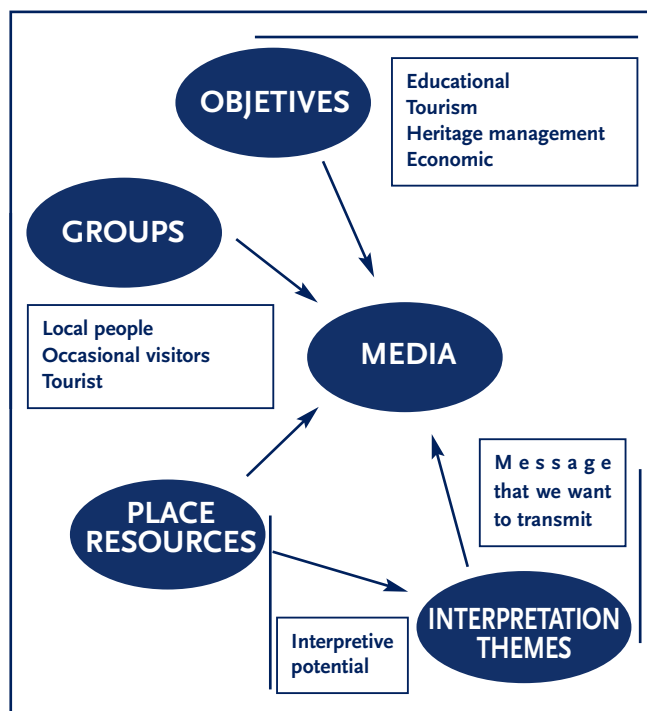 OBJETIVES
Educational
Tourism
Heritage management
Economic
GROUPS
Local people
Occasional visitors
Tourist
MEDIA
PLACE
RESOURCES
Message
that we want
to transmit
Interpretive
potential
INTERPRETATION
THEMES